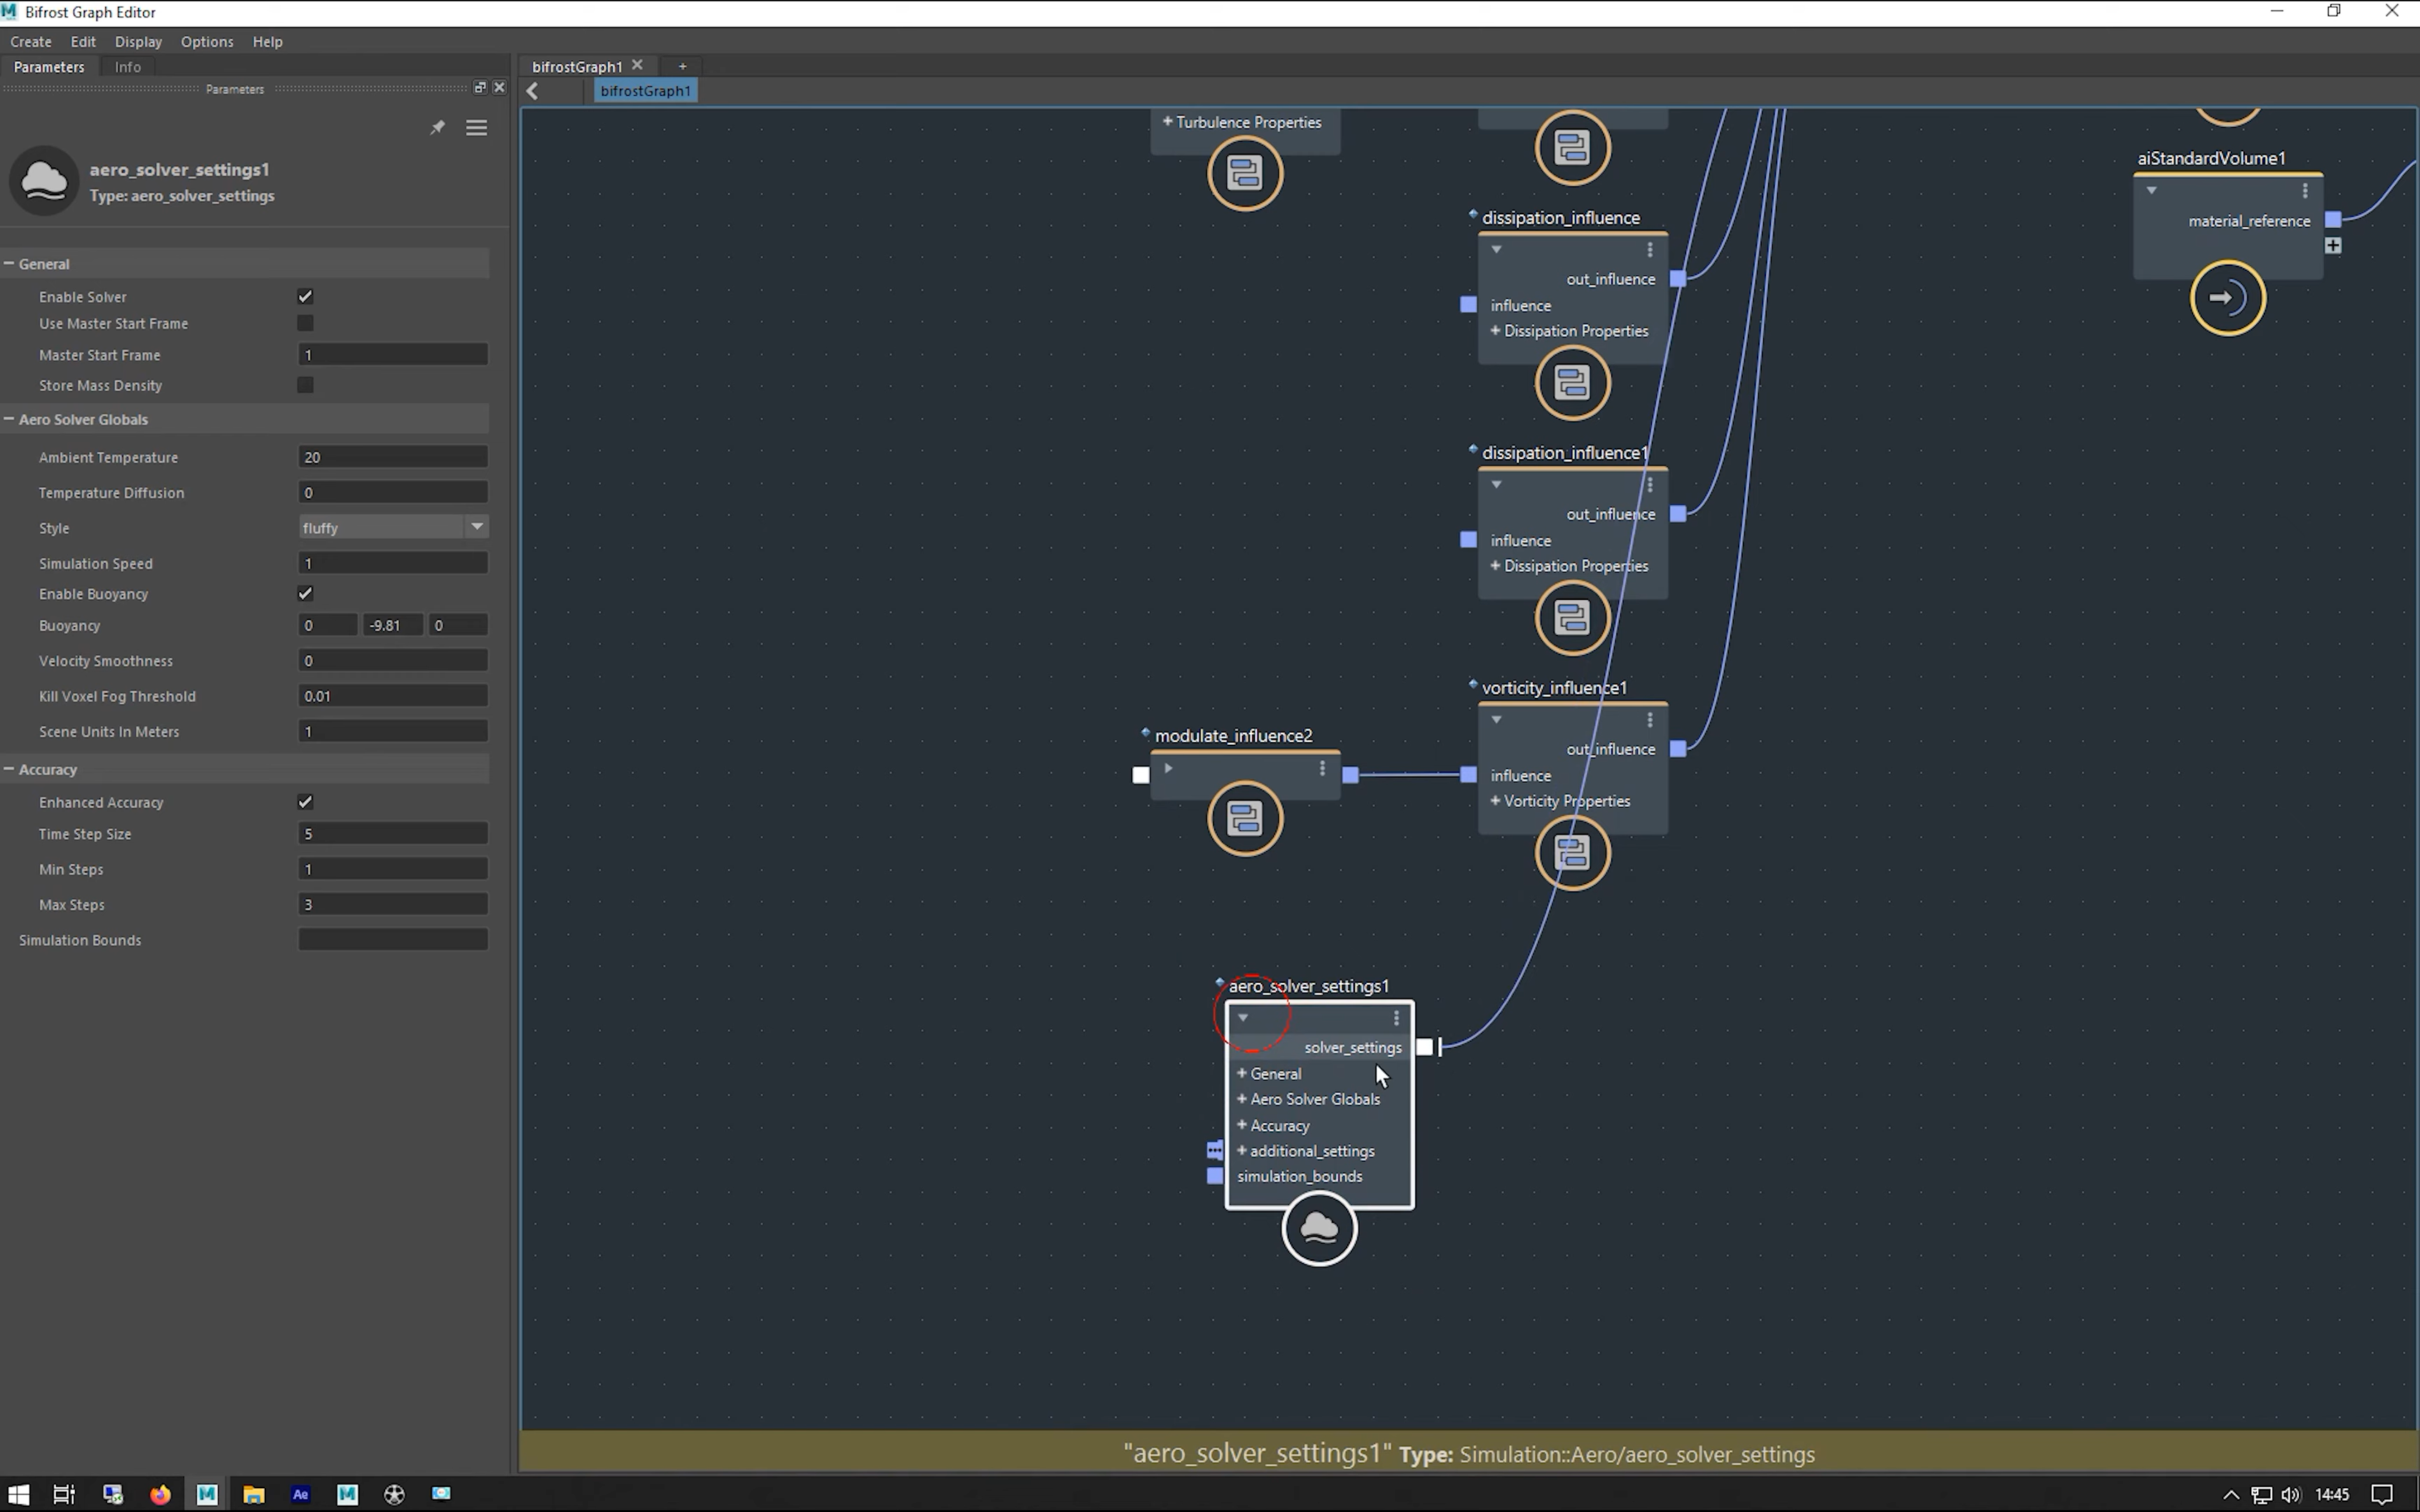 Bifrost Graph Editor
Create Edit Display Options Help
Parameters Info
Parameters
aero_solver_settings1
Type: aero_solver_settings
General
Enable Solver
Use Master Start Frame
Master Start Frame 1
Store Mass Density
Aero Solver Globals
Ambient Temperature 20
Temperature Diffusion 0
Style fluffy
Simulation Speed 1
Enable Buoyancy
Buoyancy 0 -9.81 0
Velocity Smoothness 0
Kill Voxel Fog Threshold 0.01
Scene Units In Meters 1
Accuracy
Enhanced Accuracy
Time Step Size 5
Min Steps 1
Max Steps 3
Simulation Bounds
bifrostGraph1
bifrostGraph1
+ Turbulence Properties
dissipation_influence
out_influence
influence
+ Dissipation Properties
dissipation_influence1
out_influence
influence
+ Dissipation Properties
modulate_influence2
vorticity_influence1
out_influence
influence
+ Vorticity Properties
aiStandardVolume1
material_reference
aero_solver_settings1
solver_settings
+ General
+ Aero Solver Globals
+ Accuracy
+ additional_settings
simulation_bounds
"aero_solver_settings1" Type: Simulation::Aero/aero_solver_settings
Ae
14:45